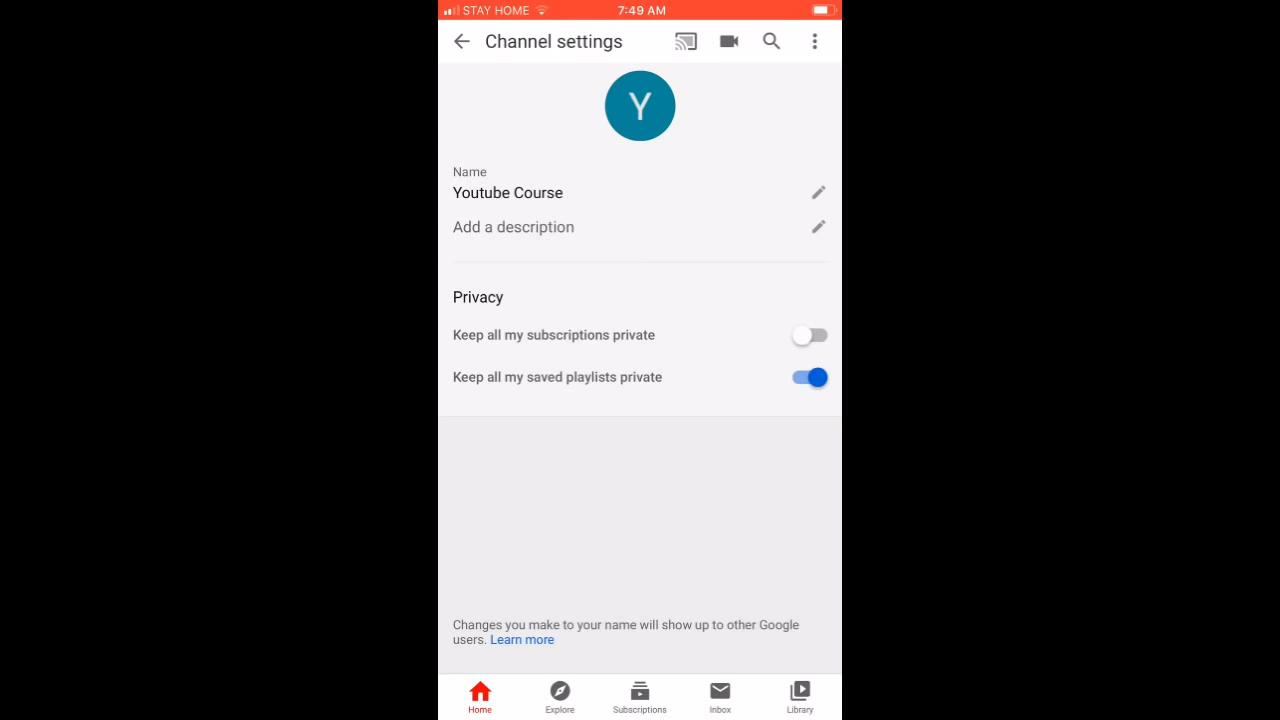 STAY HOME 7:49 AM
Channel settings
Y
Name
Youtube Course
Add a description
Privacy
Keep all my subscriptions private
Keep all my saved playlists private
Changes you make to your name will show up to other Google
users. Learn more
Home Explore Subscriptions Inbox Library